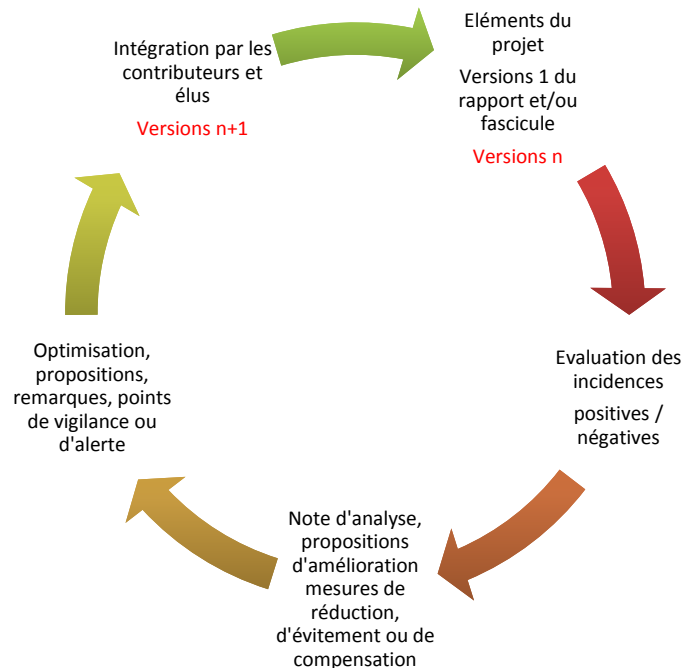 Intégration par les
contributeurs et
élus
Versions n+1
Eléments du
projet
Versions 1 du
rapport et/ou
fascicule
Versions n
Evaluation des
incidences
positives /
négatives
Note d'analyse,
propositions
d'amélioration
mesures de
réduction,
d'évitement ou de
compensation
Optimisation,
propositions,
remarques, points
de vigilance ou
d'alerte